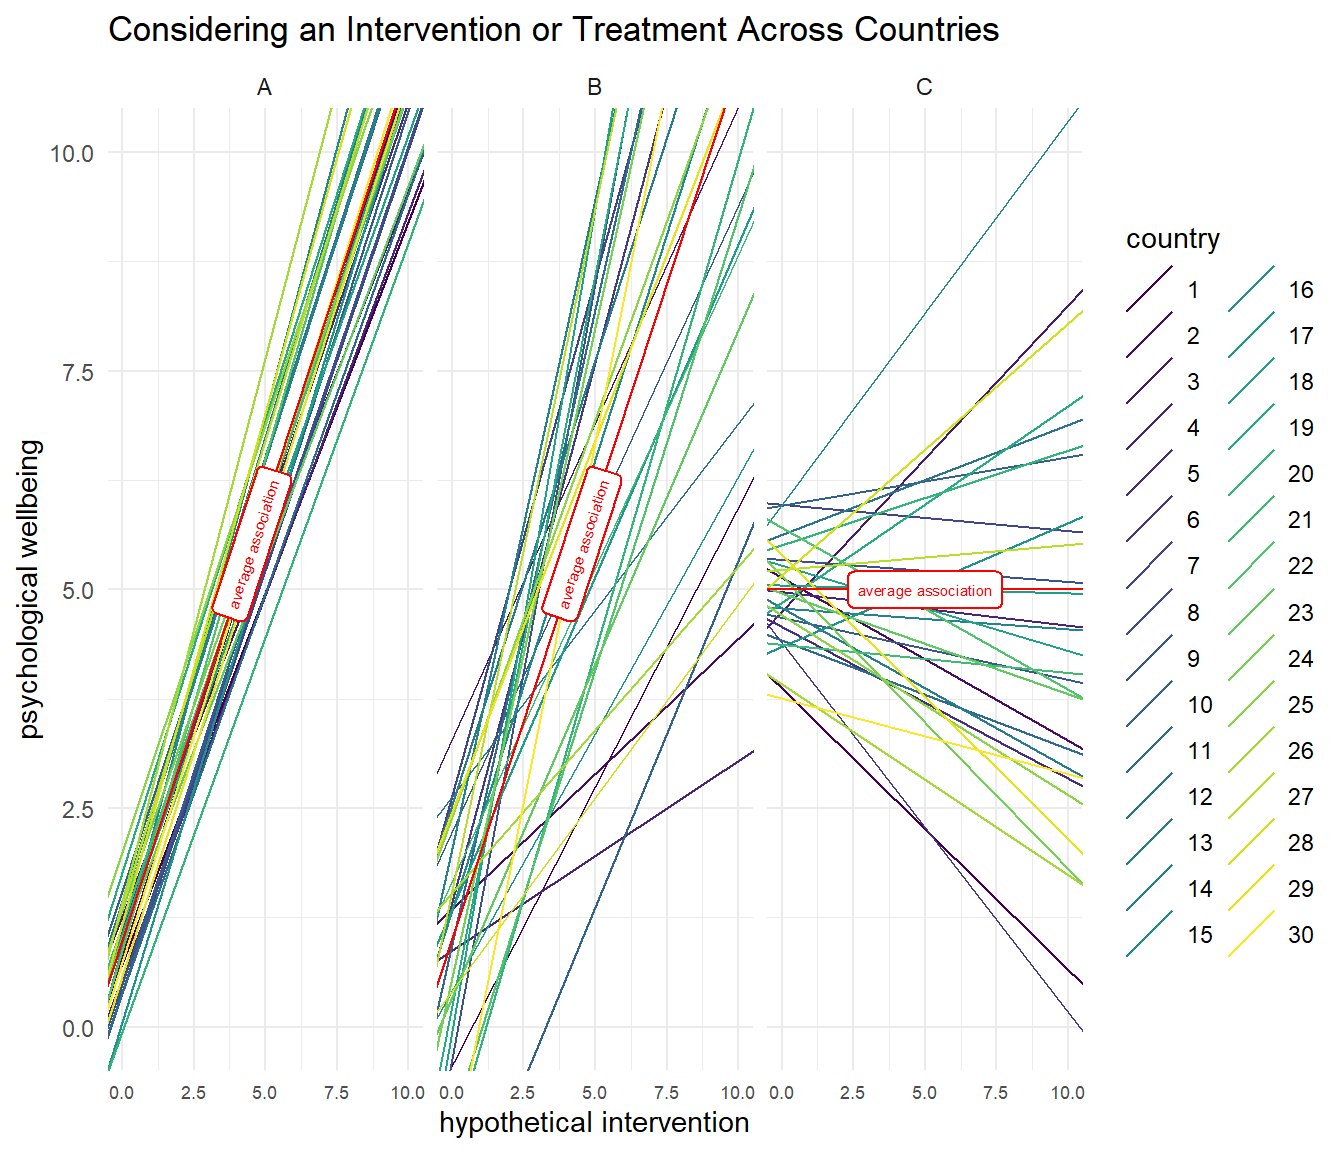 Considering an Intervention or Treatment Across Countries
A B C
psychological wellbeing
10.0
7.5
5.0
2.5
0.0
average association
average association
average association
0.0 2.5 5.0 7.5 10.0
0.0 2.5 5.0 7.5 10.0
0.0 2.5 5.0 7.5 10.0
hypothetical intervention
country
1 16
2 17
3 18
4 19
5 20
6 21
7 22
8 23
9 24
10 25
11 26
12 27
13 28
14 29
15 30